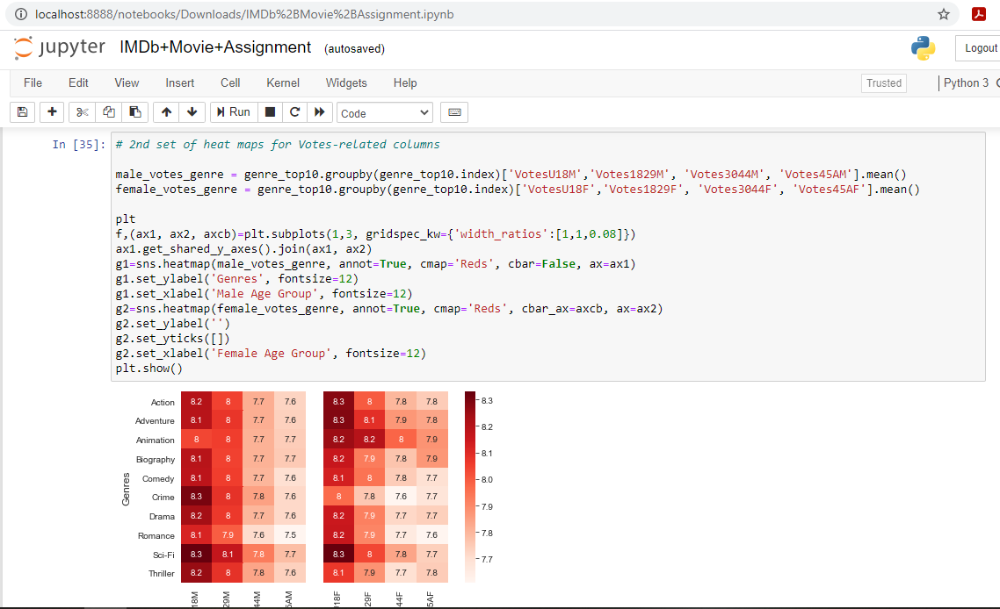 localhost:8888/notebooks/Downloads/IMDb%2BMovie%2BAssignment.ipynb
jupyter IMDb+Movie+Assignment (autosaved)
Logout
File Edit View Insert Cell Kernel Widgets Help Trusted Python 3
Run Code
In [35]: # 2nd set of heat maps for Votes-related columns
male_votes_genre = genre_top10.groupby(genre_top10.index)['VotesU18M','Votes1829M', 'Votes3044M', 'Votes45AM'].mean()
female_votes_genre = genre_top10.groupby(genre_top10.index)['VotesU18F','Votes1829F', 'Votes3044F', 'Votes45AF'].mean()
plt
f,(ax1, ax2, axcb)=plt.subplots(1,3, gridspec_kw={'width_ratios':[1,1,0.08]})
ax1.get_shared_y_axes().join(ax1, ax2)
g1=sns.heatmap(male_votes_genre, annot=True, cmap='Reds', cbar=False, ax=ax1)
g1.set_ylabel('Genres', fontsize=12)
g1.set_xlabel('Male Age Group', fontsize=12)
g2=sns.heatmap(female_votes_genre, annot=True, cmap='Reds', cbar_ax=axcb, ax=ax2)
g2.set_ylabel('')
g2.set_yticks([])
g2.set_xlabel('Female Age Group', fontsize=12)
plt.show()
Genres
Action 8.2 8 7.7 7.6 8.3 8 7.8 7.8
Adventure 8.1 8 7.7 7.6 8.3 8.1 7.9 7.8
Animation 8 8 7.7 7.7 8.2 8.2 8 7.9
Biography 8.1 8 7.7 7.7 8.2 7.9 7.8 7.9
Comedy 8.1 8 7.7 7.6 8.1 8 7.8 7.7
Crime 8.3 8 7.8 7.6 8 7.8 7.6 7.7
Drama 8.2 8 7.7 7.6 8.2 7.9 7.7 7.7
Romance 8.1 7.9 7.6 7.5 8.2 7.9 7.7 7.6
Sci-Fi 8.3 8.1 7.8 7.7 8.3 8 7.8 7.7
Thriller 8.2 8 7.8 7.6 8.1 7.9 7.7 7.8
8.3
8.2
8.1
8.0
7.9
7.8
7.7
18M 29M 44M 5AM 18F 29F 44F 5AF